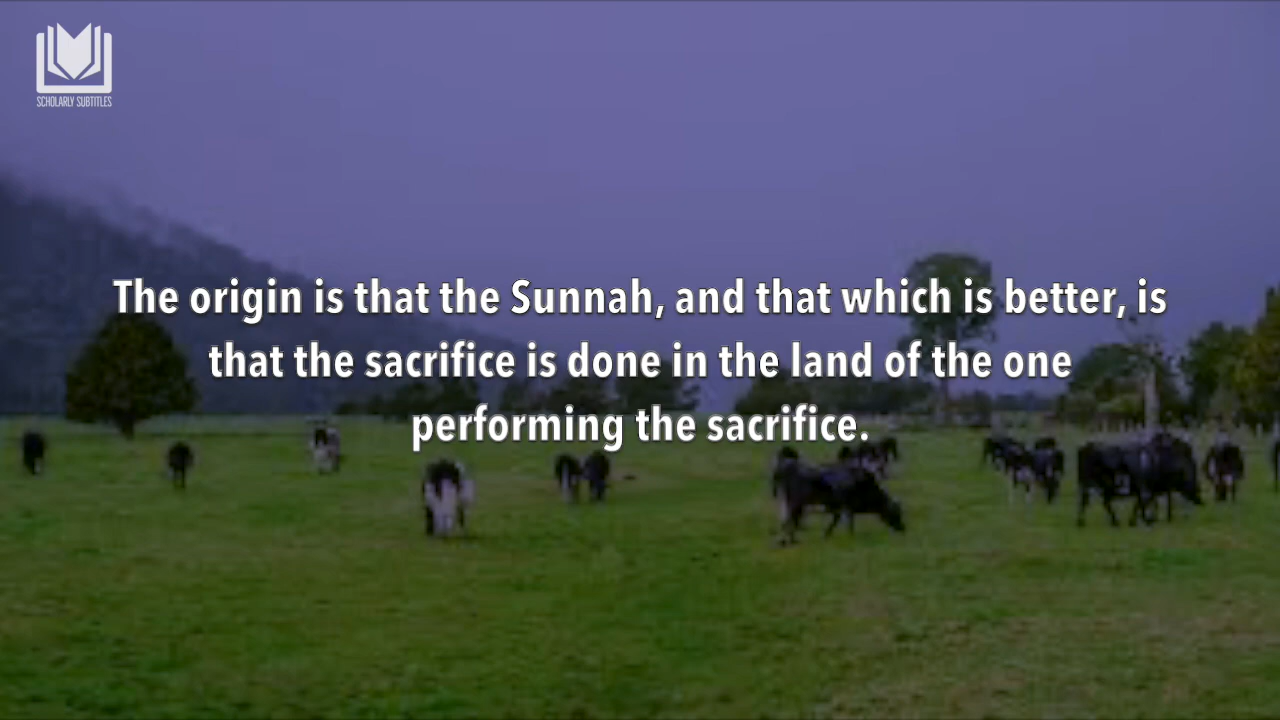 SCHOLARLY SUBTITLES
The origin is that the Sunnah, and that which is better, is
that the sacrifice is done in the land of the one
performing the sacrifice.